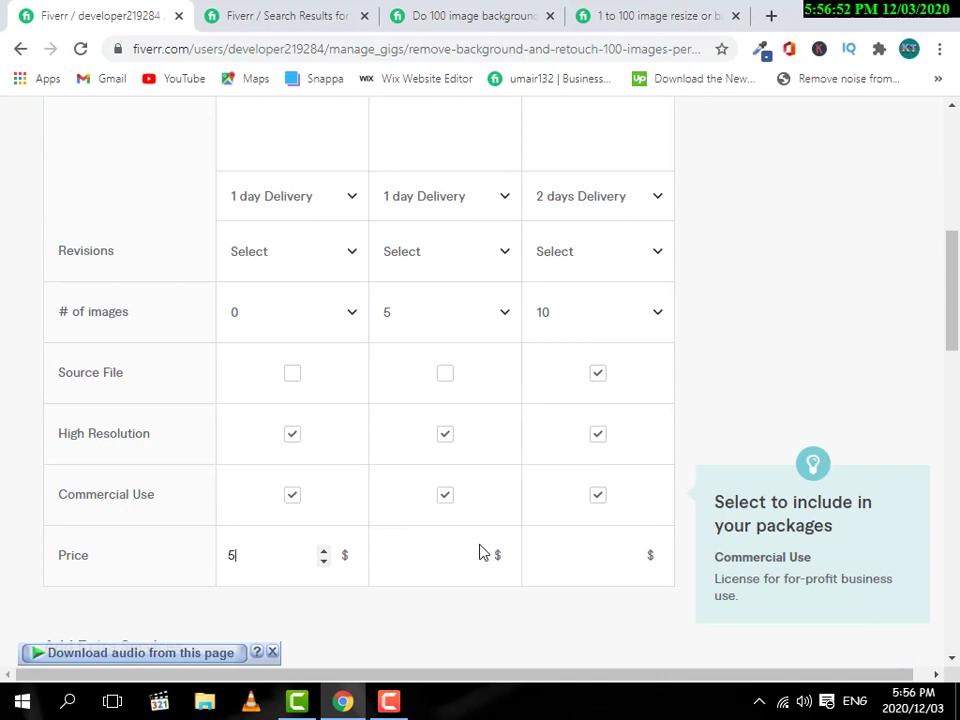 Fiverr / developer219284
Fiverr / Search Results for
Do 100 image background
1 to 100 image resize or b
5:56:52 PM 12/03/2020
fiverr.com/users/developer219284/manage_gigs/remove-background-and-retouch-100-images-per...
Apps
Gmail
YouTube
Maps
Snappa
Wix Website Editor
umair132 | Business...
Download the New...
Remove noise from...
»
1 day Delivery
1 day Delivery
2 days Delivery
Revisions
Select
Select
Select
# of images
0
5
10
Source File
High Resolution
Commercial Use
Price
5
$
$
$
Select to include in
your packages
Commercial Use
License for for-profit business
use.
Download audio from this page
?
ENG
5:56 PM
2020/12/03